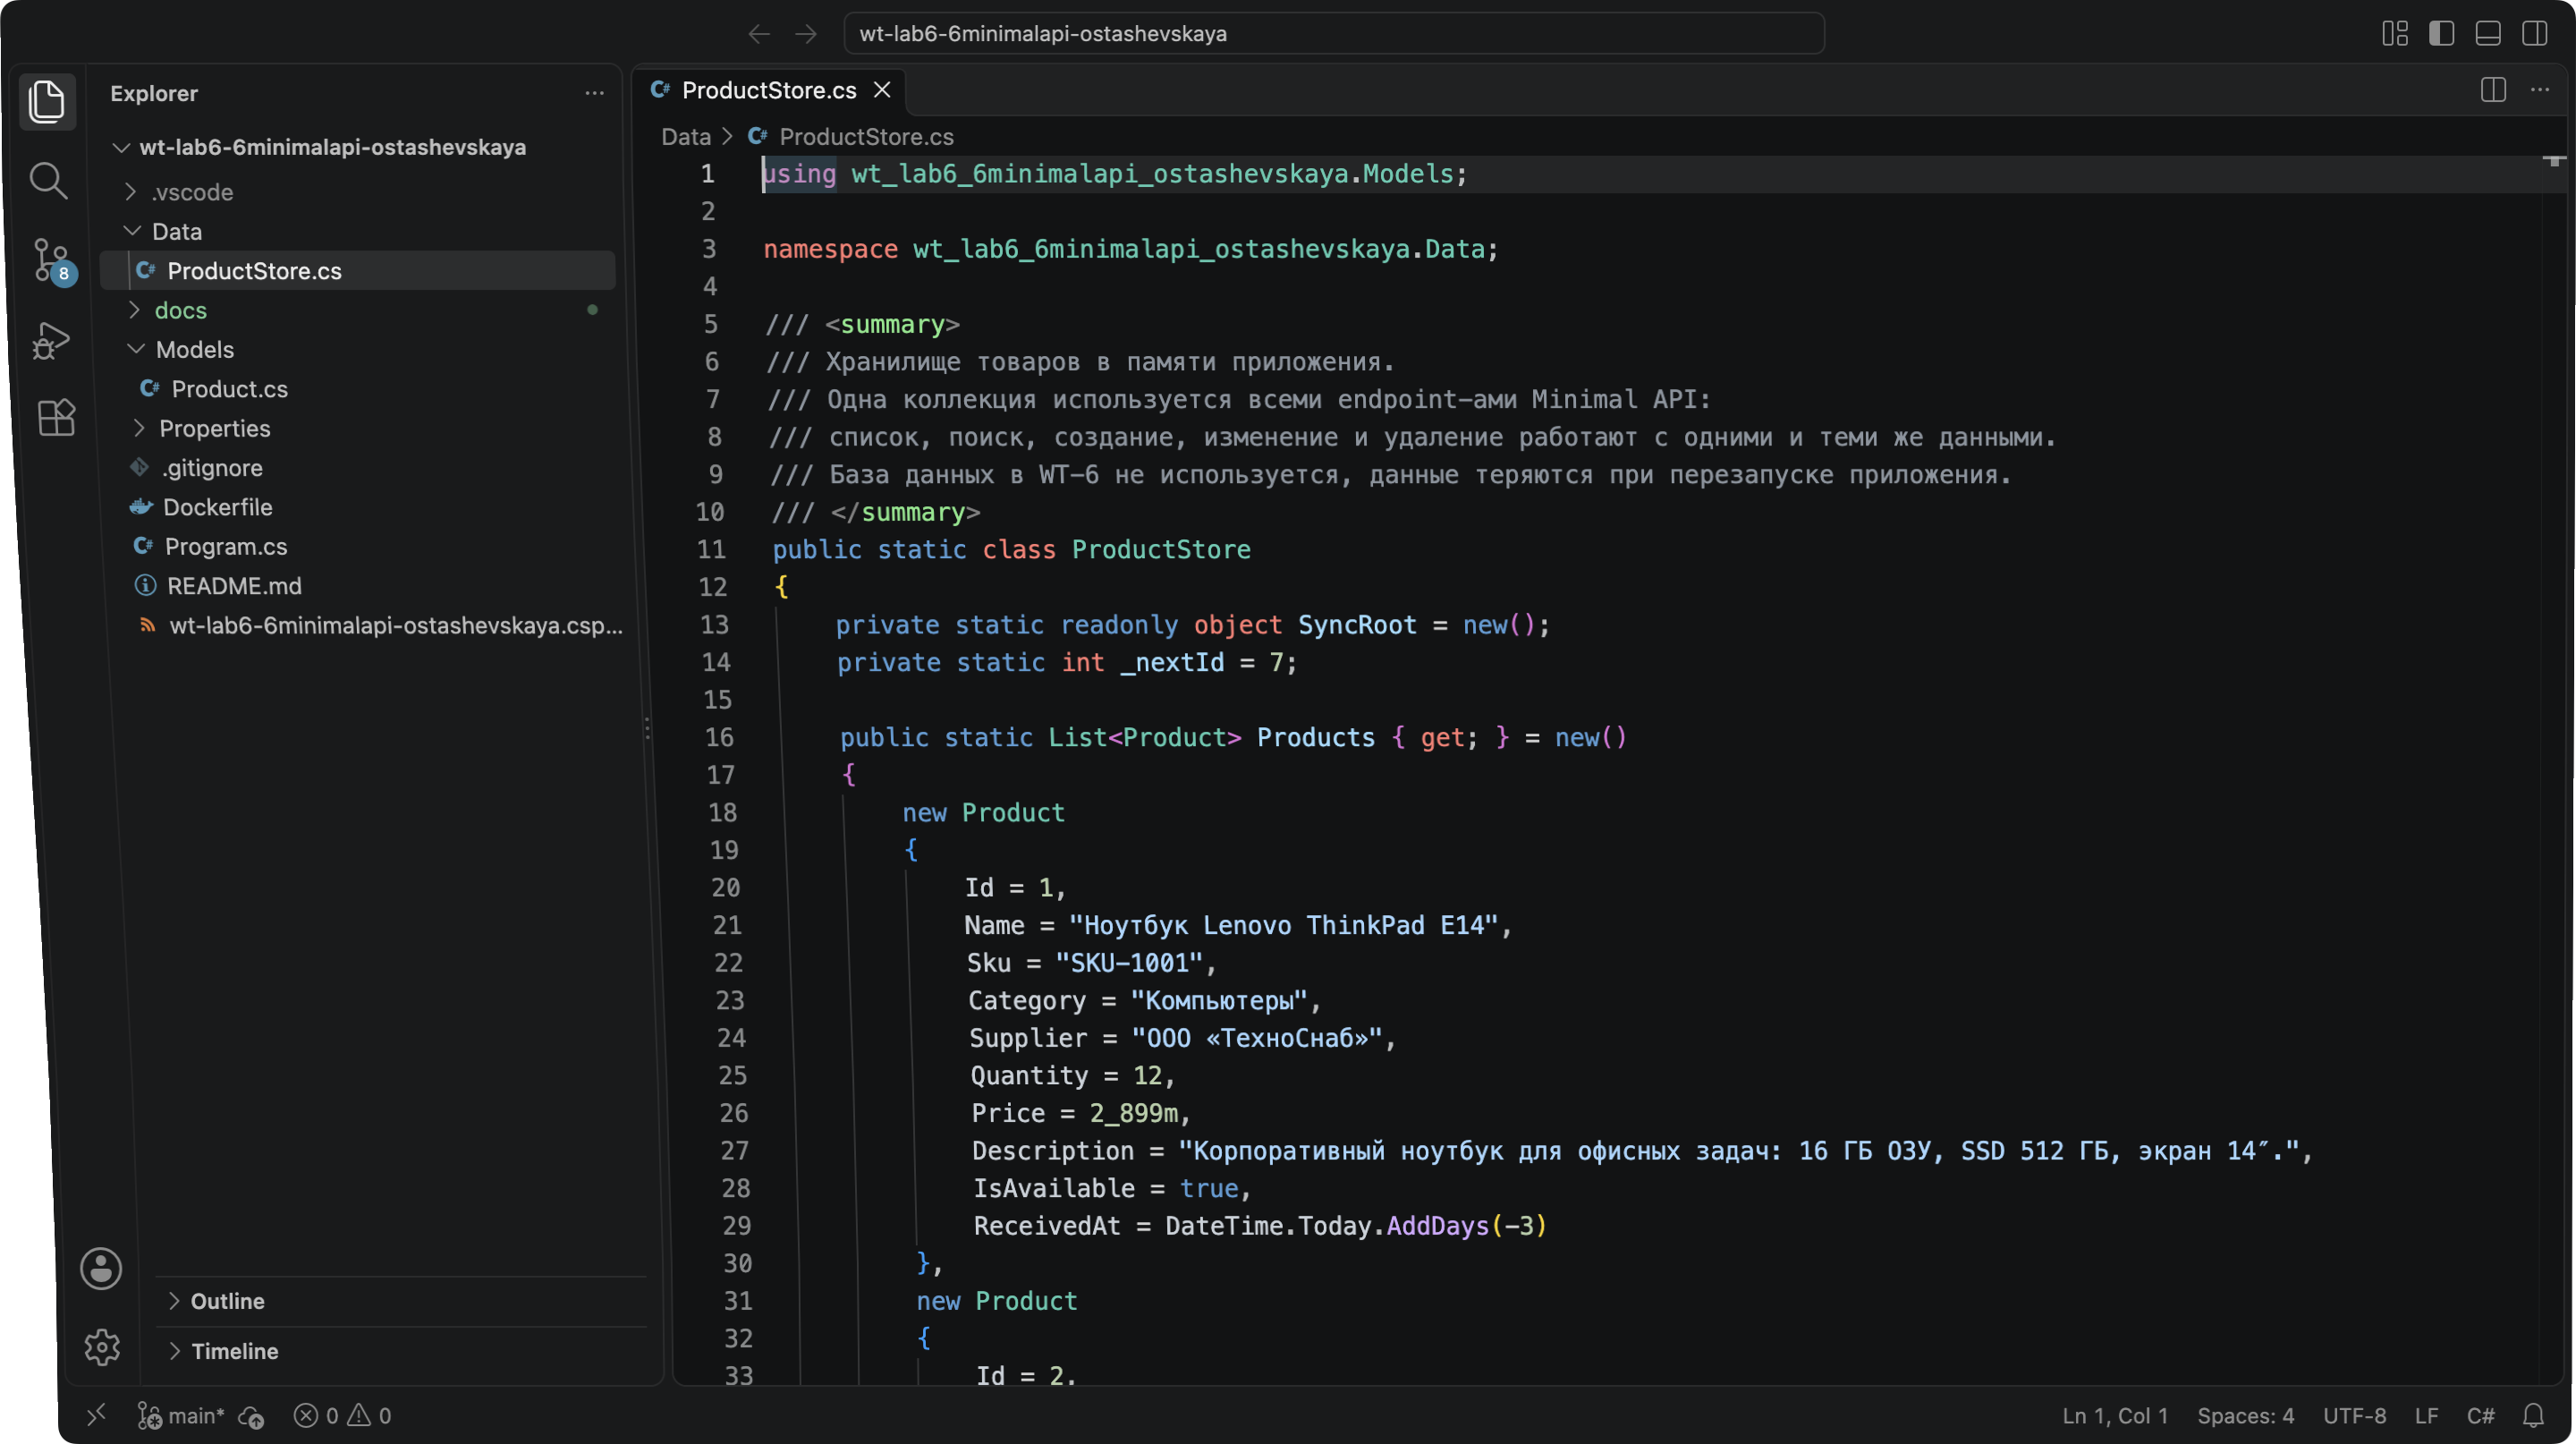 wt-lab6-6minimalapi-ostashevskaya
Explorer
wt-lab6-6minimalapi-ostashevskaya
.vscode
Data
C# ProductStore.cs
docs
Models
C# Product.cs
Properties
.gitignore
Dockerfile
C# Program.cs
README.md
wt-lab6-6minimalapi-ostashevskaya.csp...
8
Outline
Timeline
C# ProductStore.cs
Data > C# ProductStore.cs
1 using wt_lab6_6minimalapi_ostashevskaya.Models;
2
3 namespace wt_lab6_6minimalapi_ostashevskaya.Data;
4
5 /// <summary>
6 /// Хранилище товаров в памяти приложения.
7 /// Одна коллекция используется всеми endpoint-ами Minimal API:
8 /// список, поиск, создание, изменение и удаление работают с одними и теми же данными.
9 /// База данных в WT-6 не используется, данные теряются при перезапуске приложения.
10 /// </summary>
11 public static class ProductStore
12 {
13 private static readonly object SyncRoot = new();
14 private static int _nextId = 7;
15
16 public static List<Product> Products { get; } = new()
17 {
18 new Product
19 {
20 Id = 1,
21 Name = "Ноутбук Lenovo ThinkPad E14",
22 Sku = "SKU-1001",
23 Category = "Компьютеры",
24 Supplier = "ООО «ТехноСнаб»",
25 Quantity = 12,
26 Price = 2_899m,
27 Description = "Корпоративный ноутбук для офисных задач: 16 ГБ ОЗУ, SSD 512 ГБ, экран 14″.",
28 IsAvailable = true,
29 ReceivedAt = DateTime.Today.AddDays(-3)
30 },
31 new Product
32 {
33 Id = 2,
main* 0 0
Ln 1, Col 1 Spaces: 4 UTF-8 LF C#